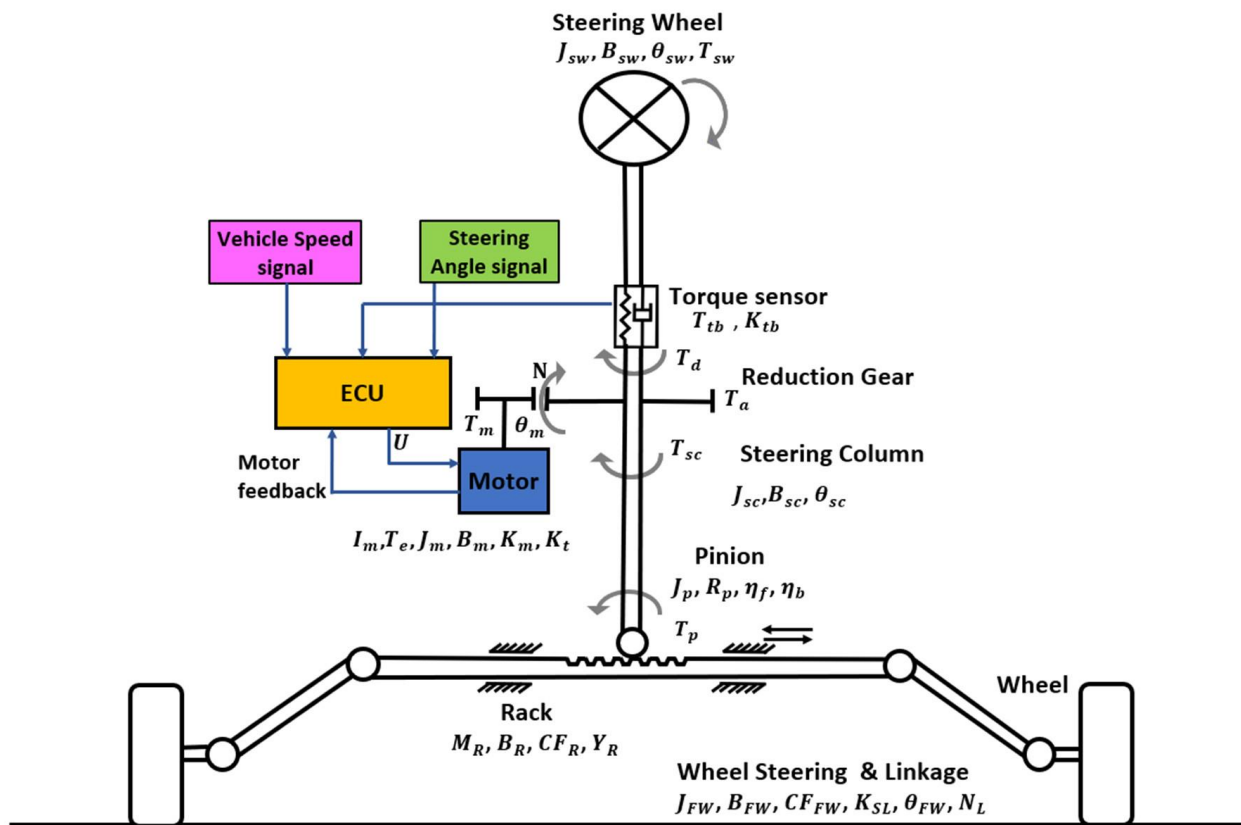 Steering Wheel
J_sw, B_sw, θ_sw, T_sw
Vehicle Speed
signal
Steering
Angle signal
Torque sensor
T_tb , K_tb
T_d
N
Reduction Gear
ECU
T_m
θ_m
T_a
U
T_sc
Steering Column
Motor
feedback
Motor
J_sc,B_sc, θ_sc
I_m,T_e, J_m, B_m, K_m, K_t
Pinion
J_p, R_p, η_f, η_b
T_p
Wheel
Rack
M_R, B_R, CF_R, Y_R
Wheel Steering & Linkage
J_FW, B_FW, CF_FW, K_SL, θ_FW, N_L